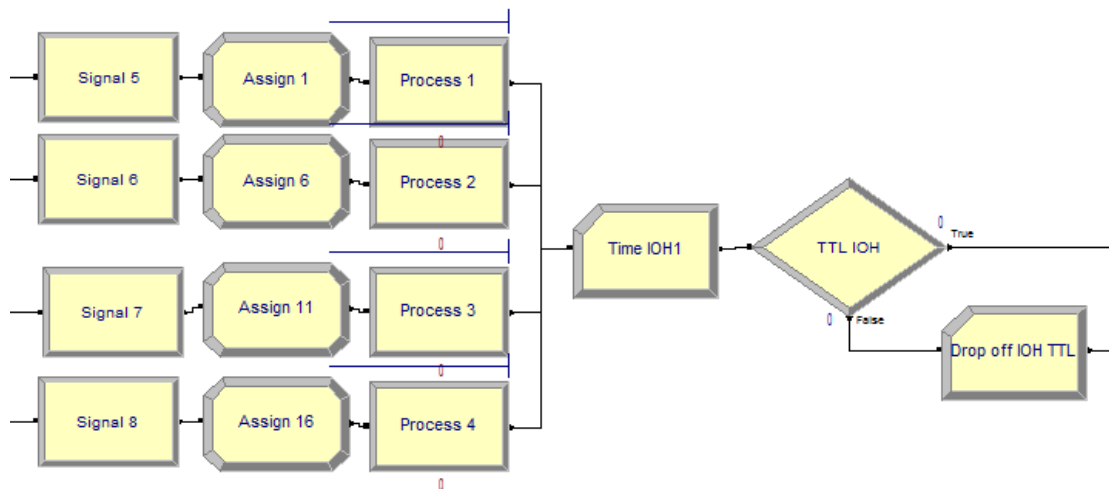 Signal 5
Assign 1
Process 1
0
Signal 6
Assign 6
Process 2
0
Signal 7
Assign 11
Process 3
0
Signal 8
Assign 16
Process 4
0
Time IOH1
TTL IOH
0
True
0
False
Drop off IOH TTL